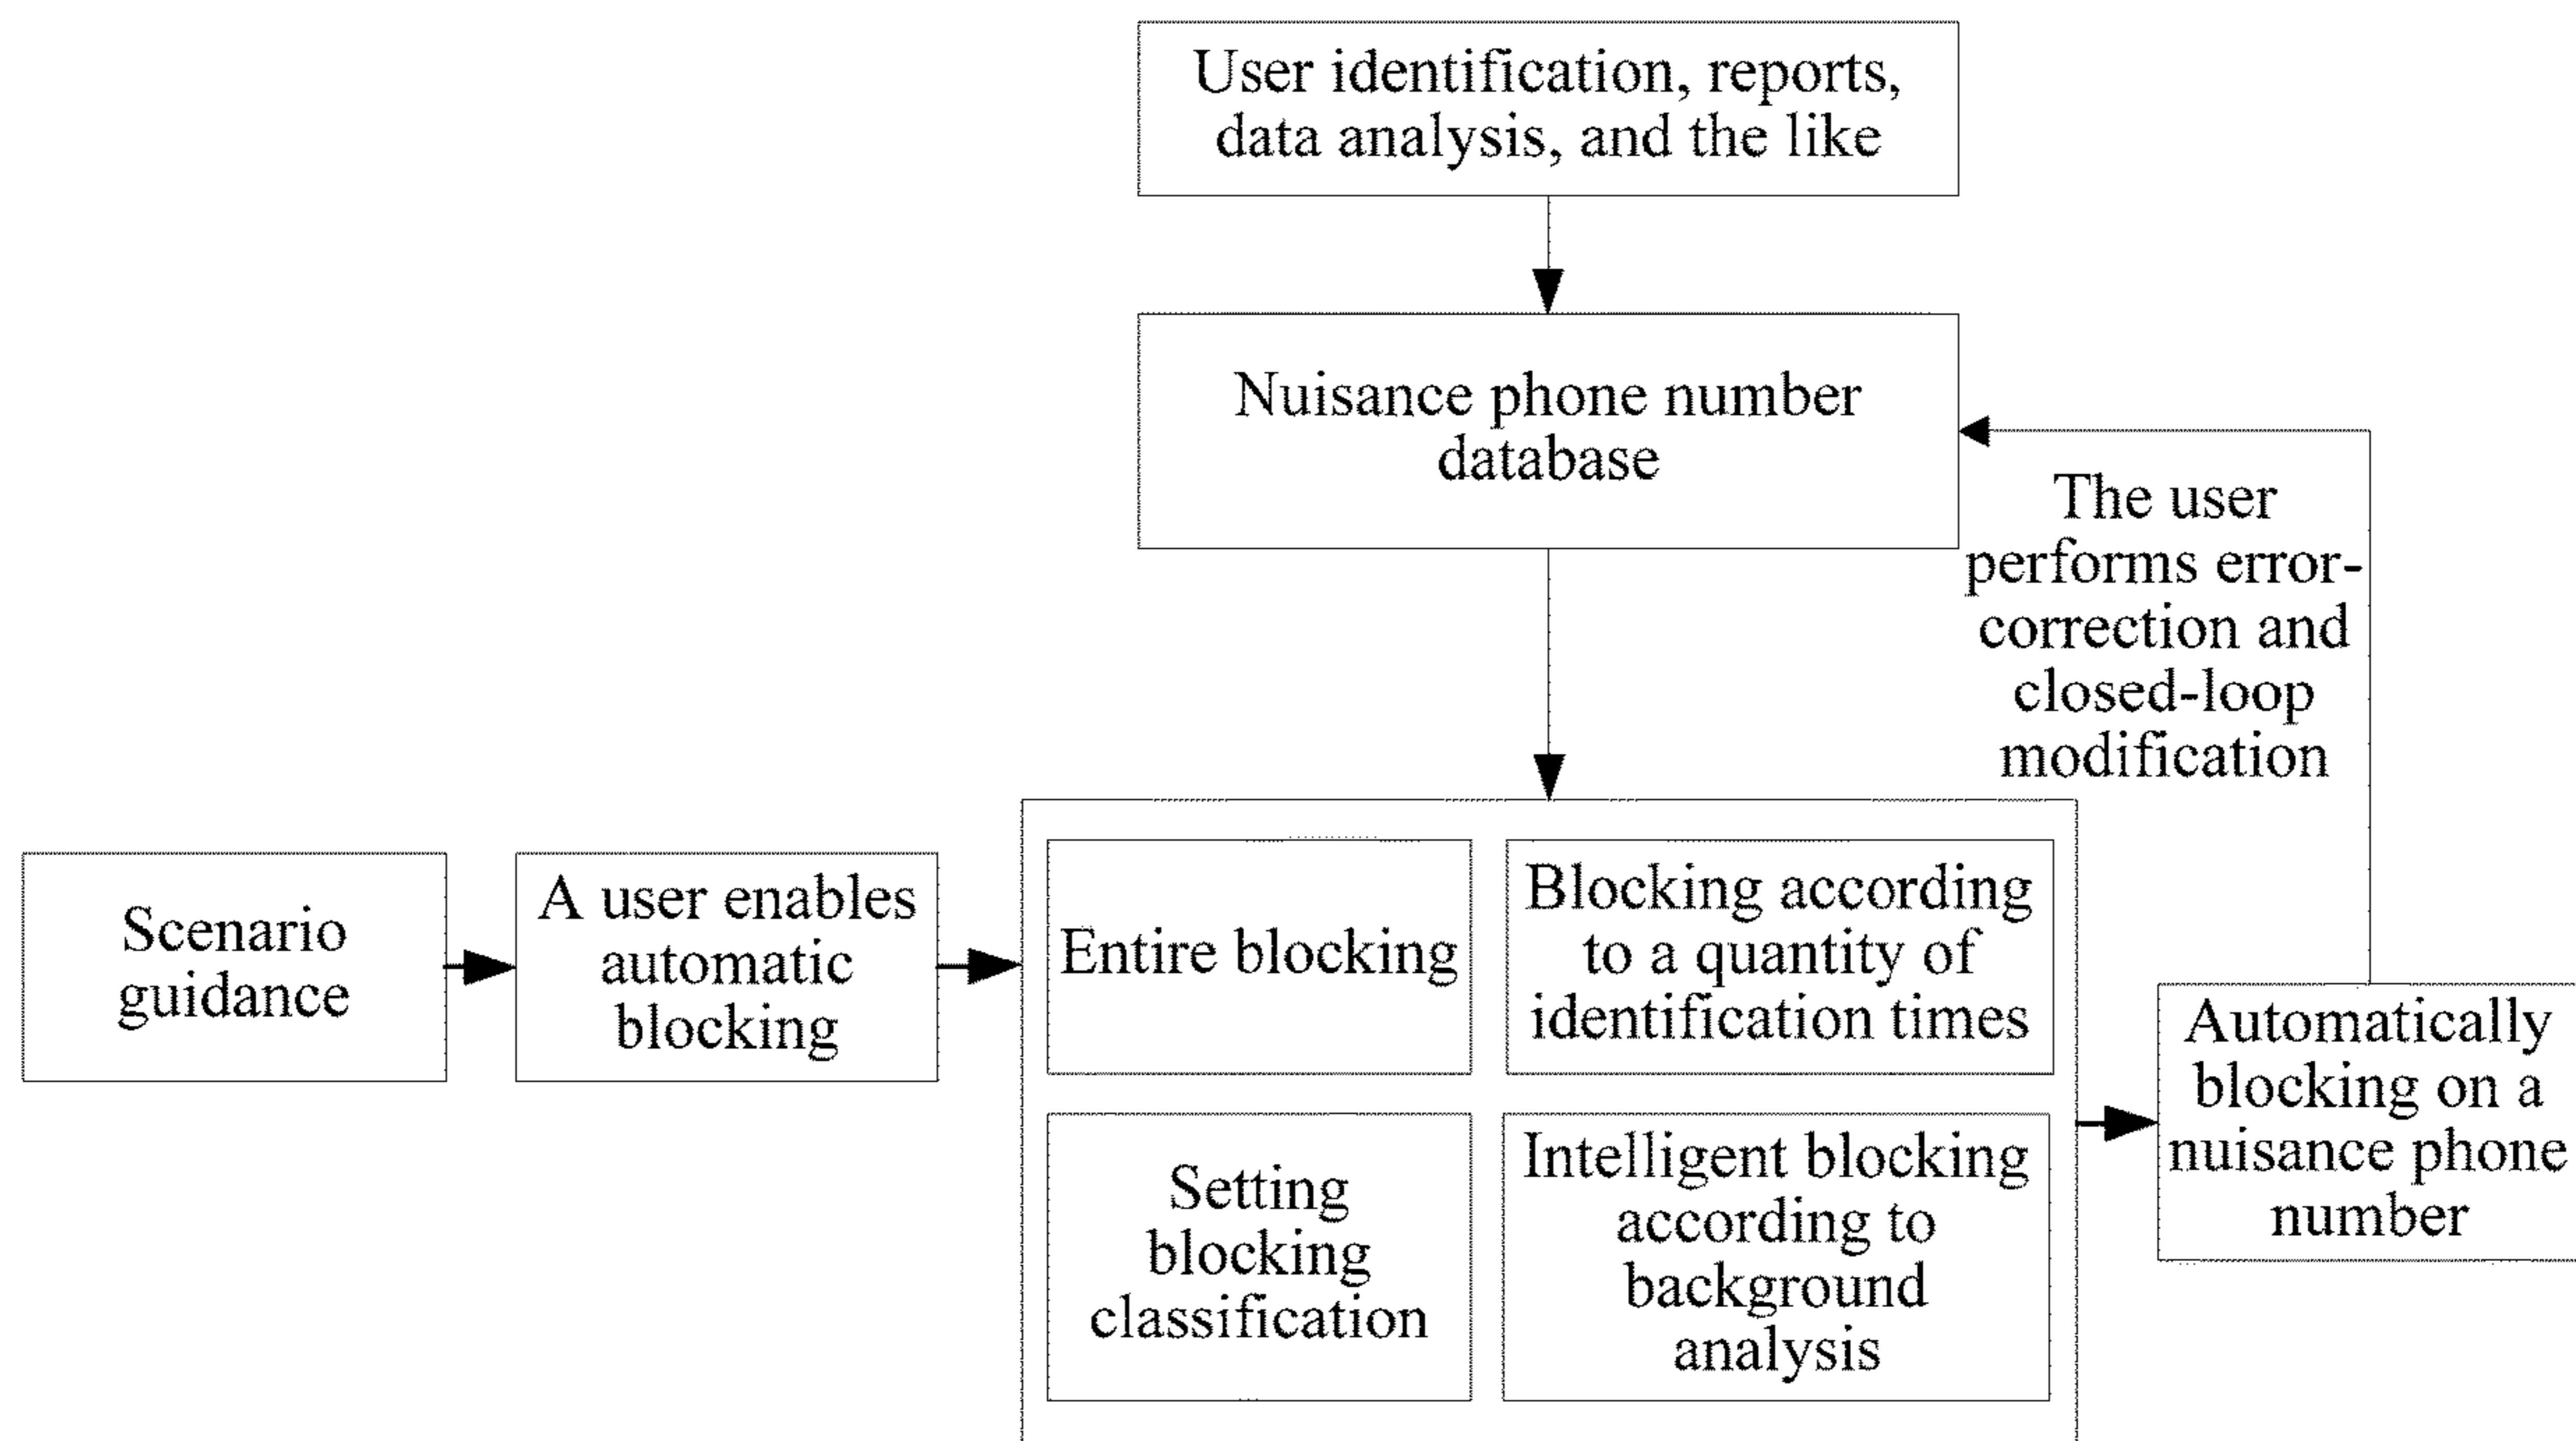 User identification, reports,
data analysis, and the like
Nuisance phone number
database
The user
performs error-
correction and
closed-loop
modification
Scenario
guidance
A user enables
automatic
blocking
Entire blocking
Blocking according
to a quantity of
identification times
Setting
blocking
classification
Intelligent blocking
according to
background
analysis
Automatically
blocking on a
nuisance phone
number